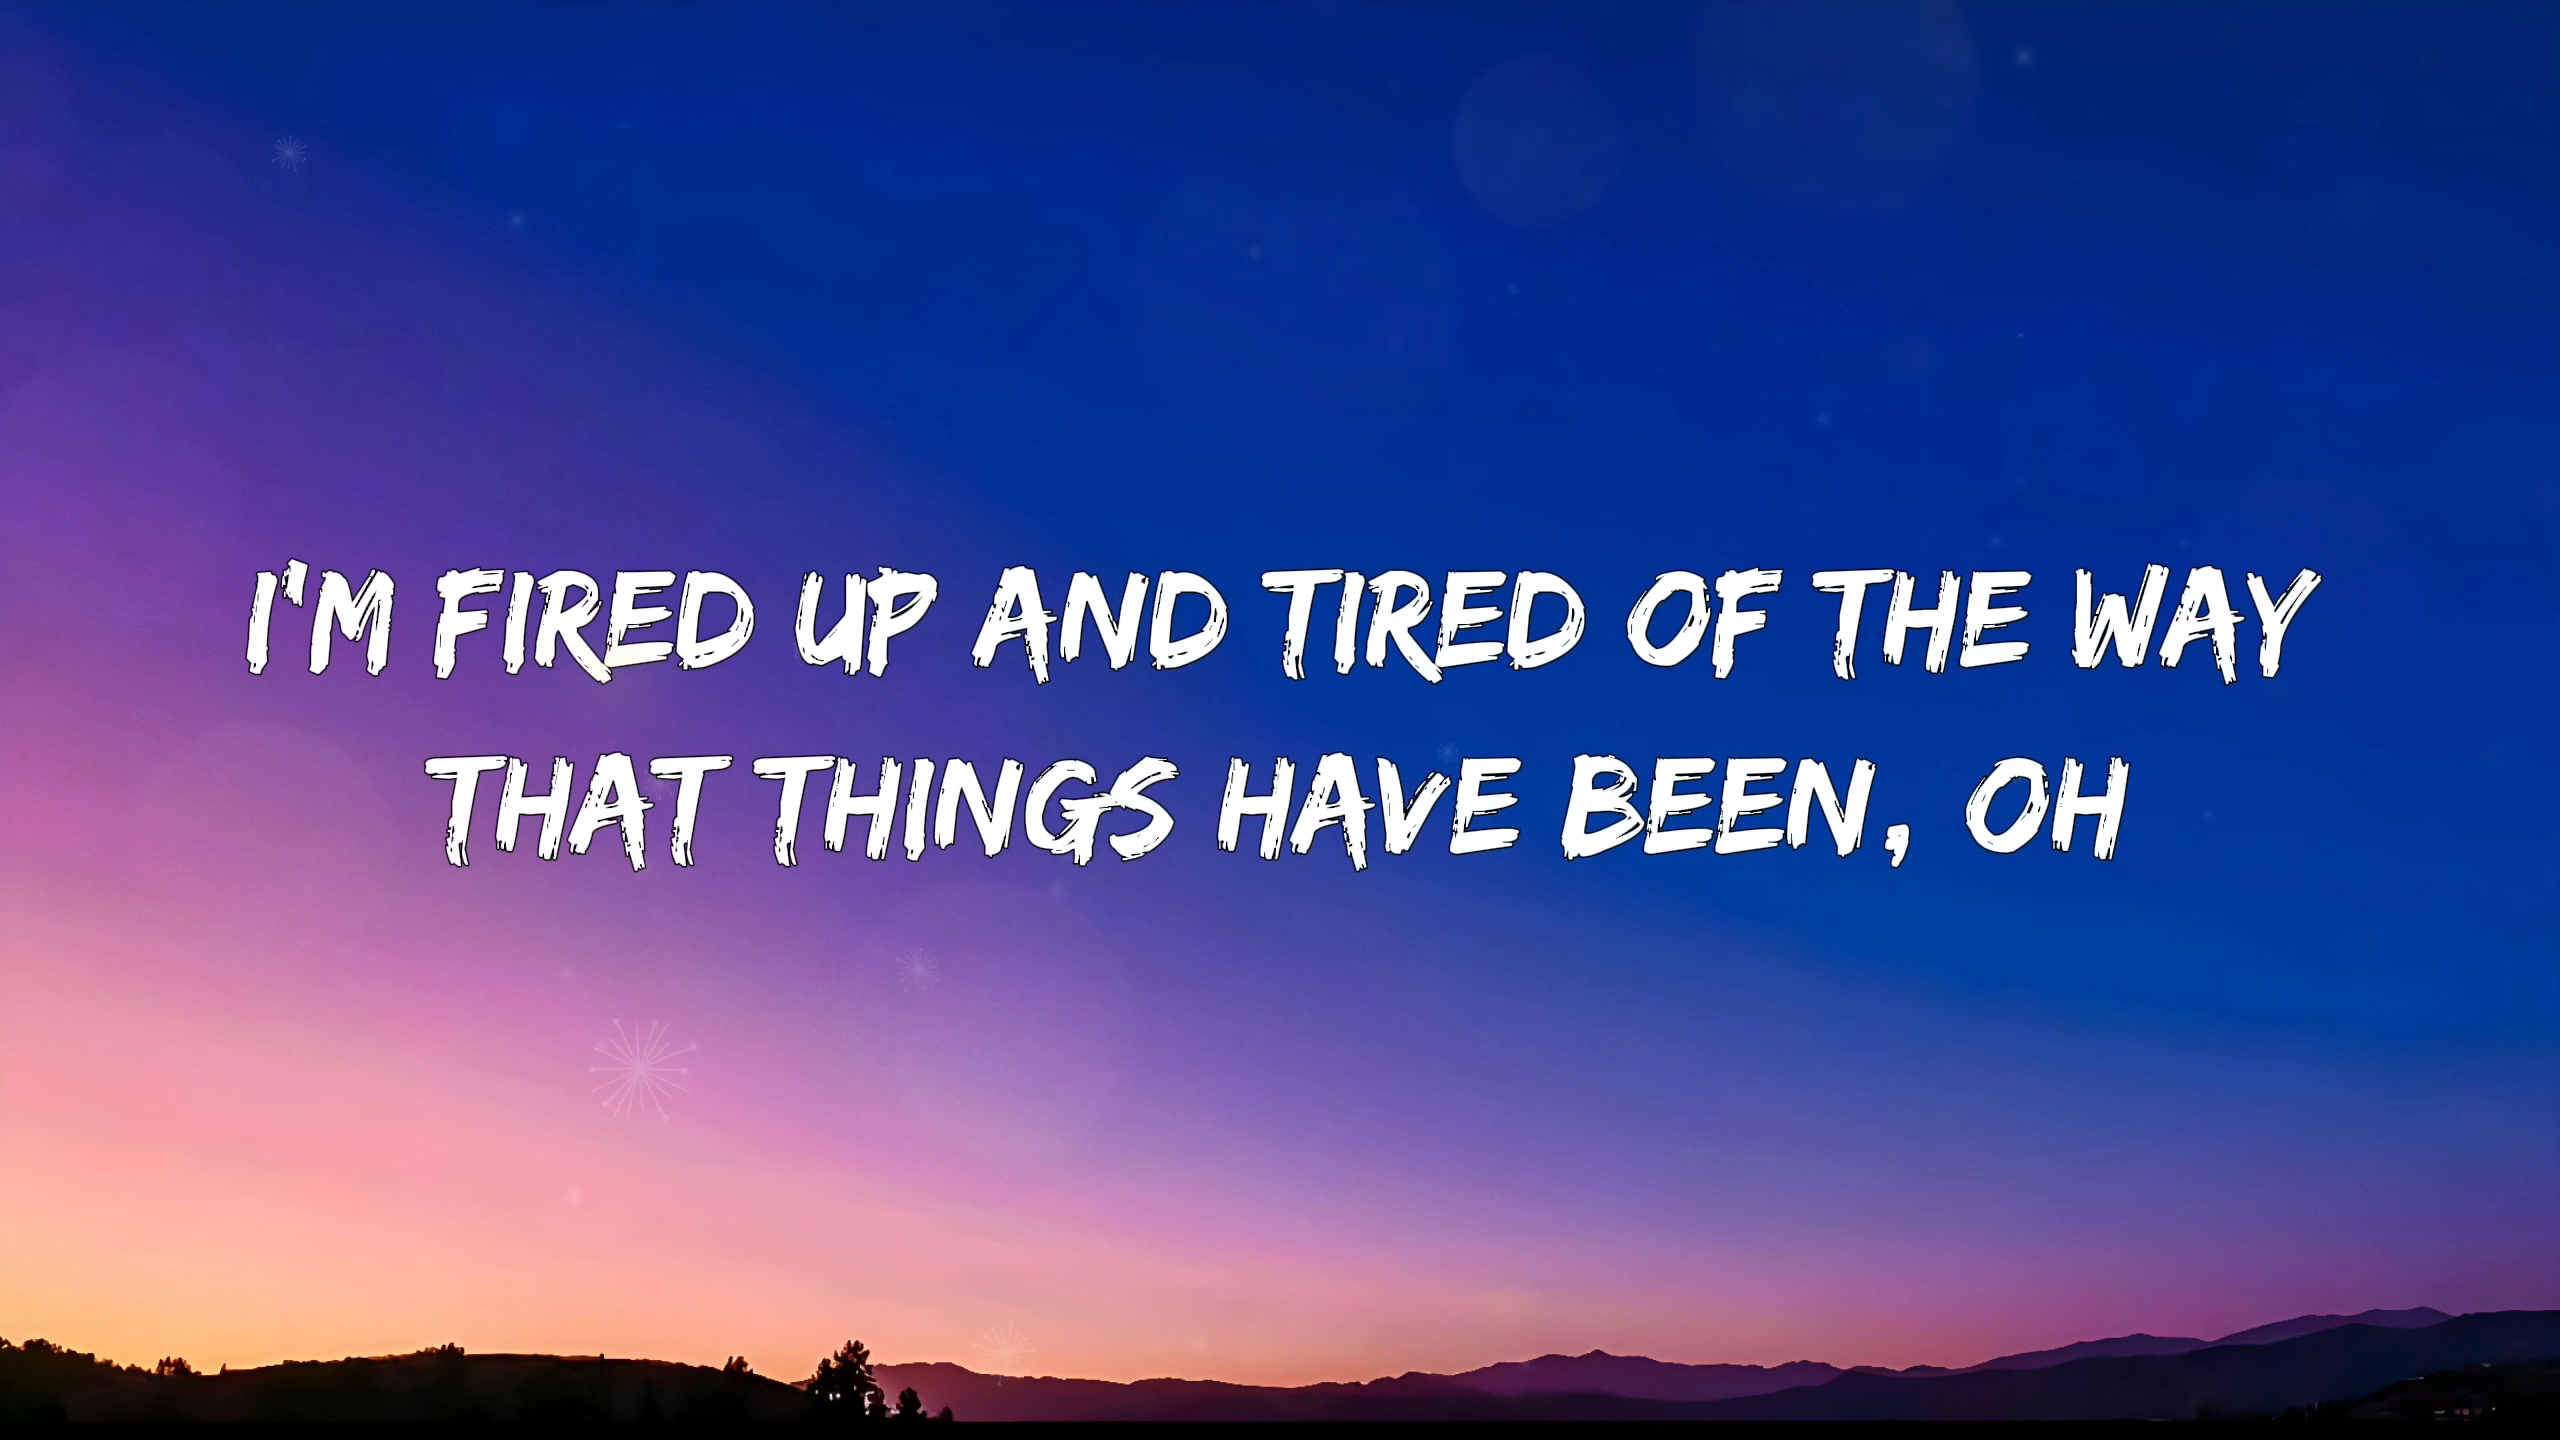 I'M FIRED UP AND TIRED OF THE WAY
THAT THINGS HAVE BEEN, OH